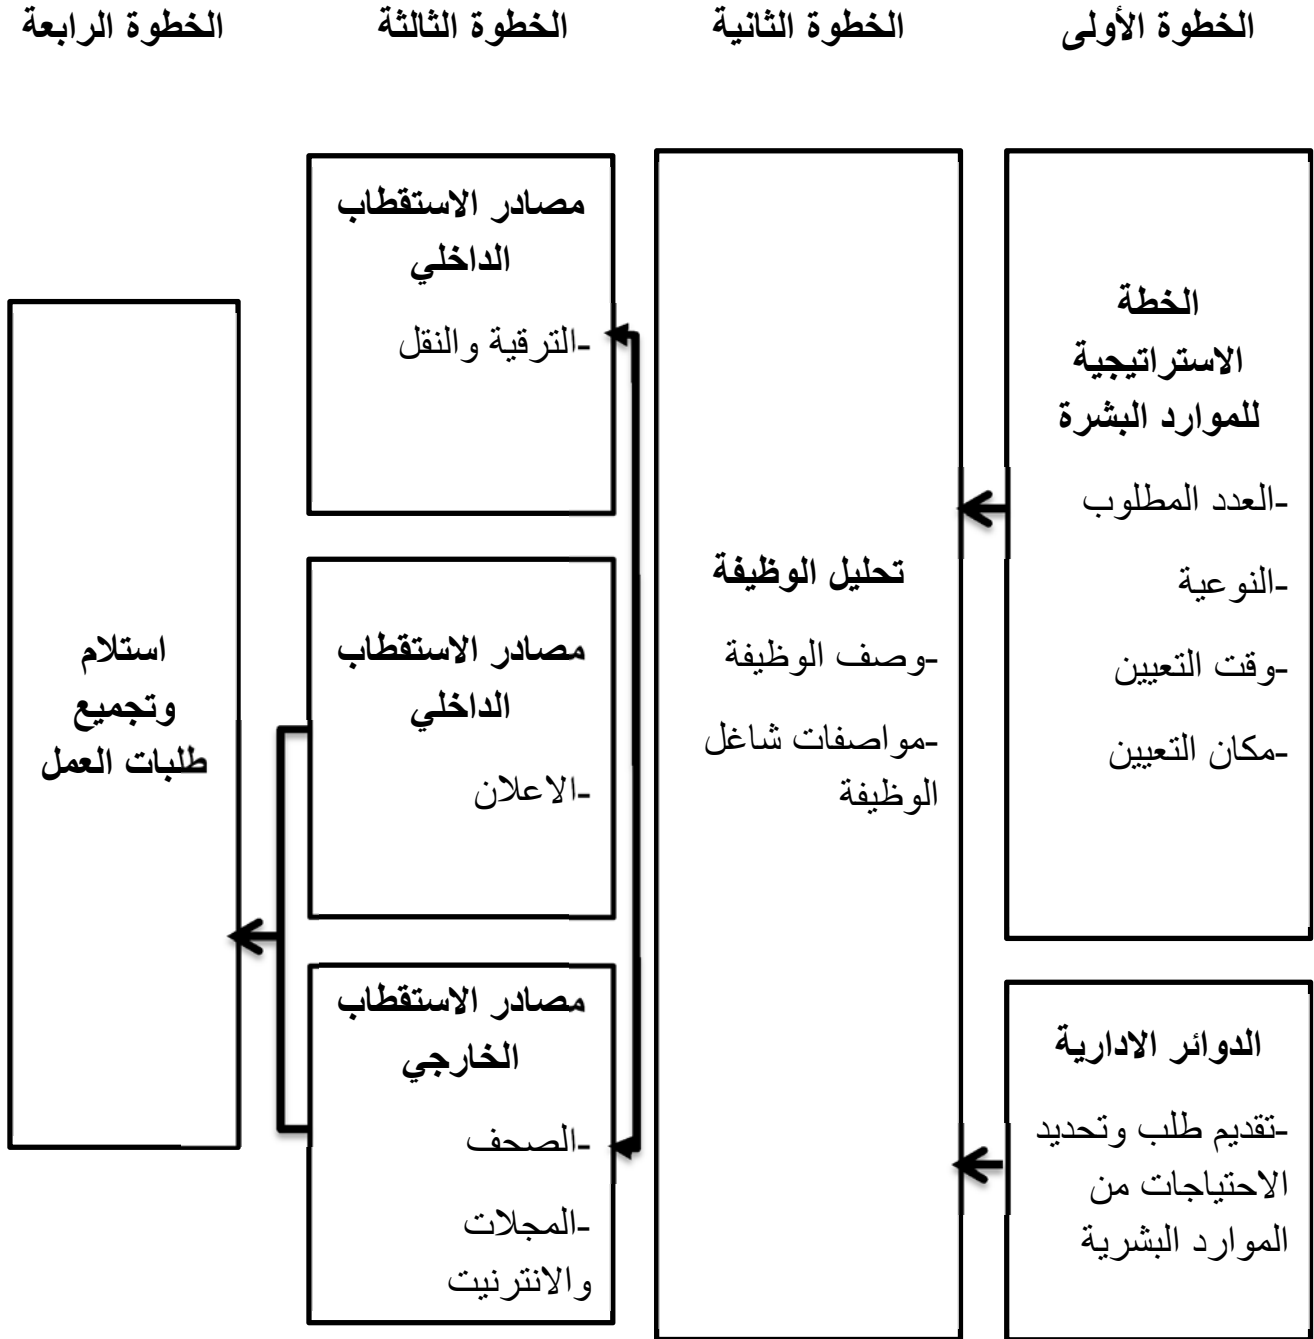 الخطوة الأولى
الخطوة الثانية
الخطوة الثالثة
الخطوة الرابعة
الخطة
الاستراتيجية
للموارد البشرة
-العدد المطلوب
-النوعية
-وقت التعيين
-مكان التعيين
الدوائر الادارية
-تقديم طلب وتحديد
الاحتياجات من
الموارد البشرية
تحليل الوظيفة
-وصف الوظيفة
-مواصفات شاغل
الوظيفة
مصادر الاستقطاب
الداخلي
-الترقية والنقل
مصادر الاستقطاب
الداخلي
-الاعلان
مصادر الاستقطاب
الخارجي
-الصحف
-المجلات
والانترنيت
استلام
وتجميع
طلبات العمل